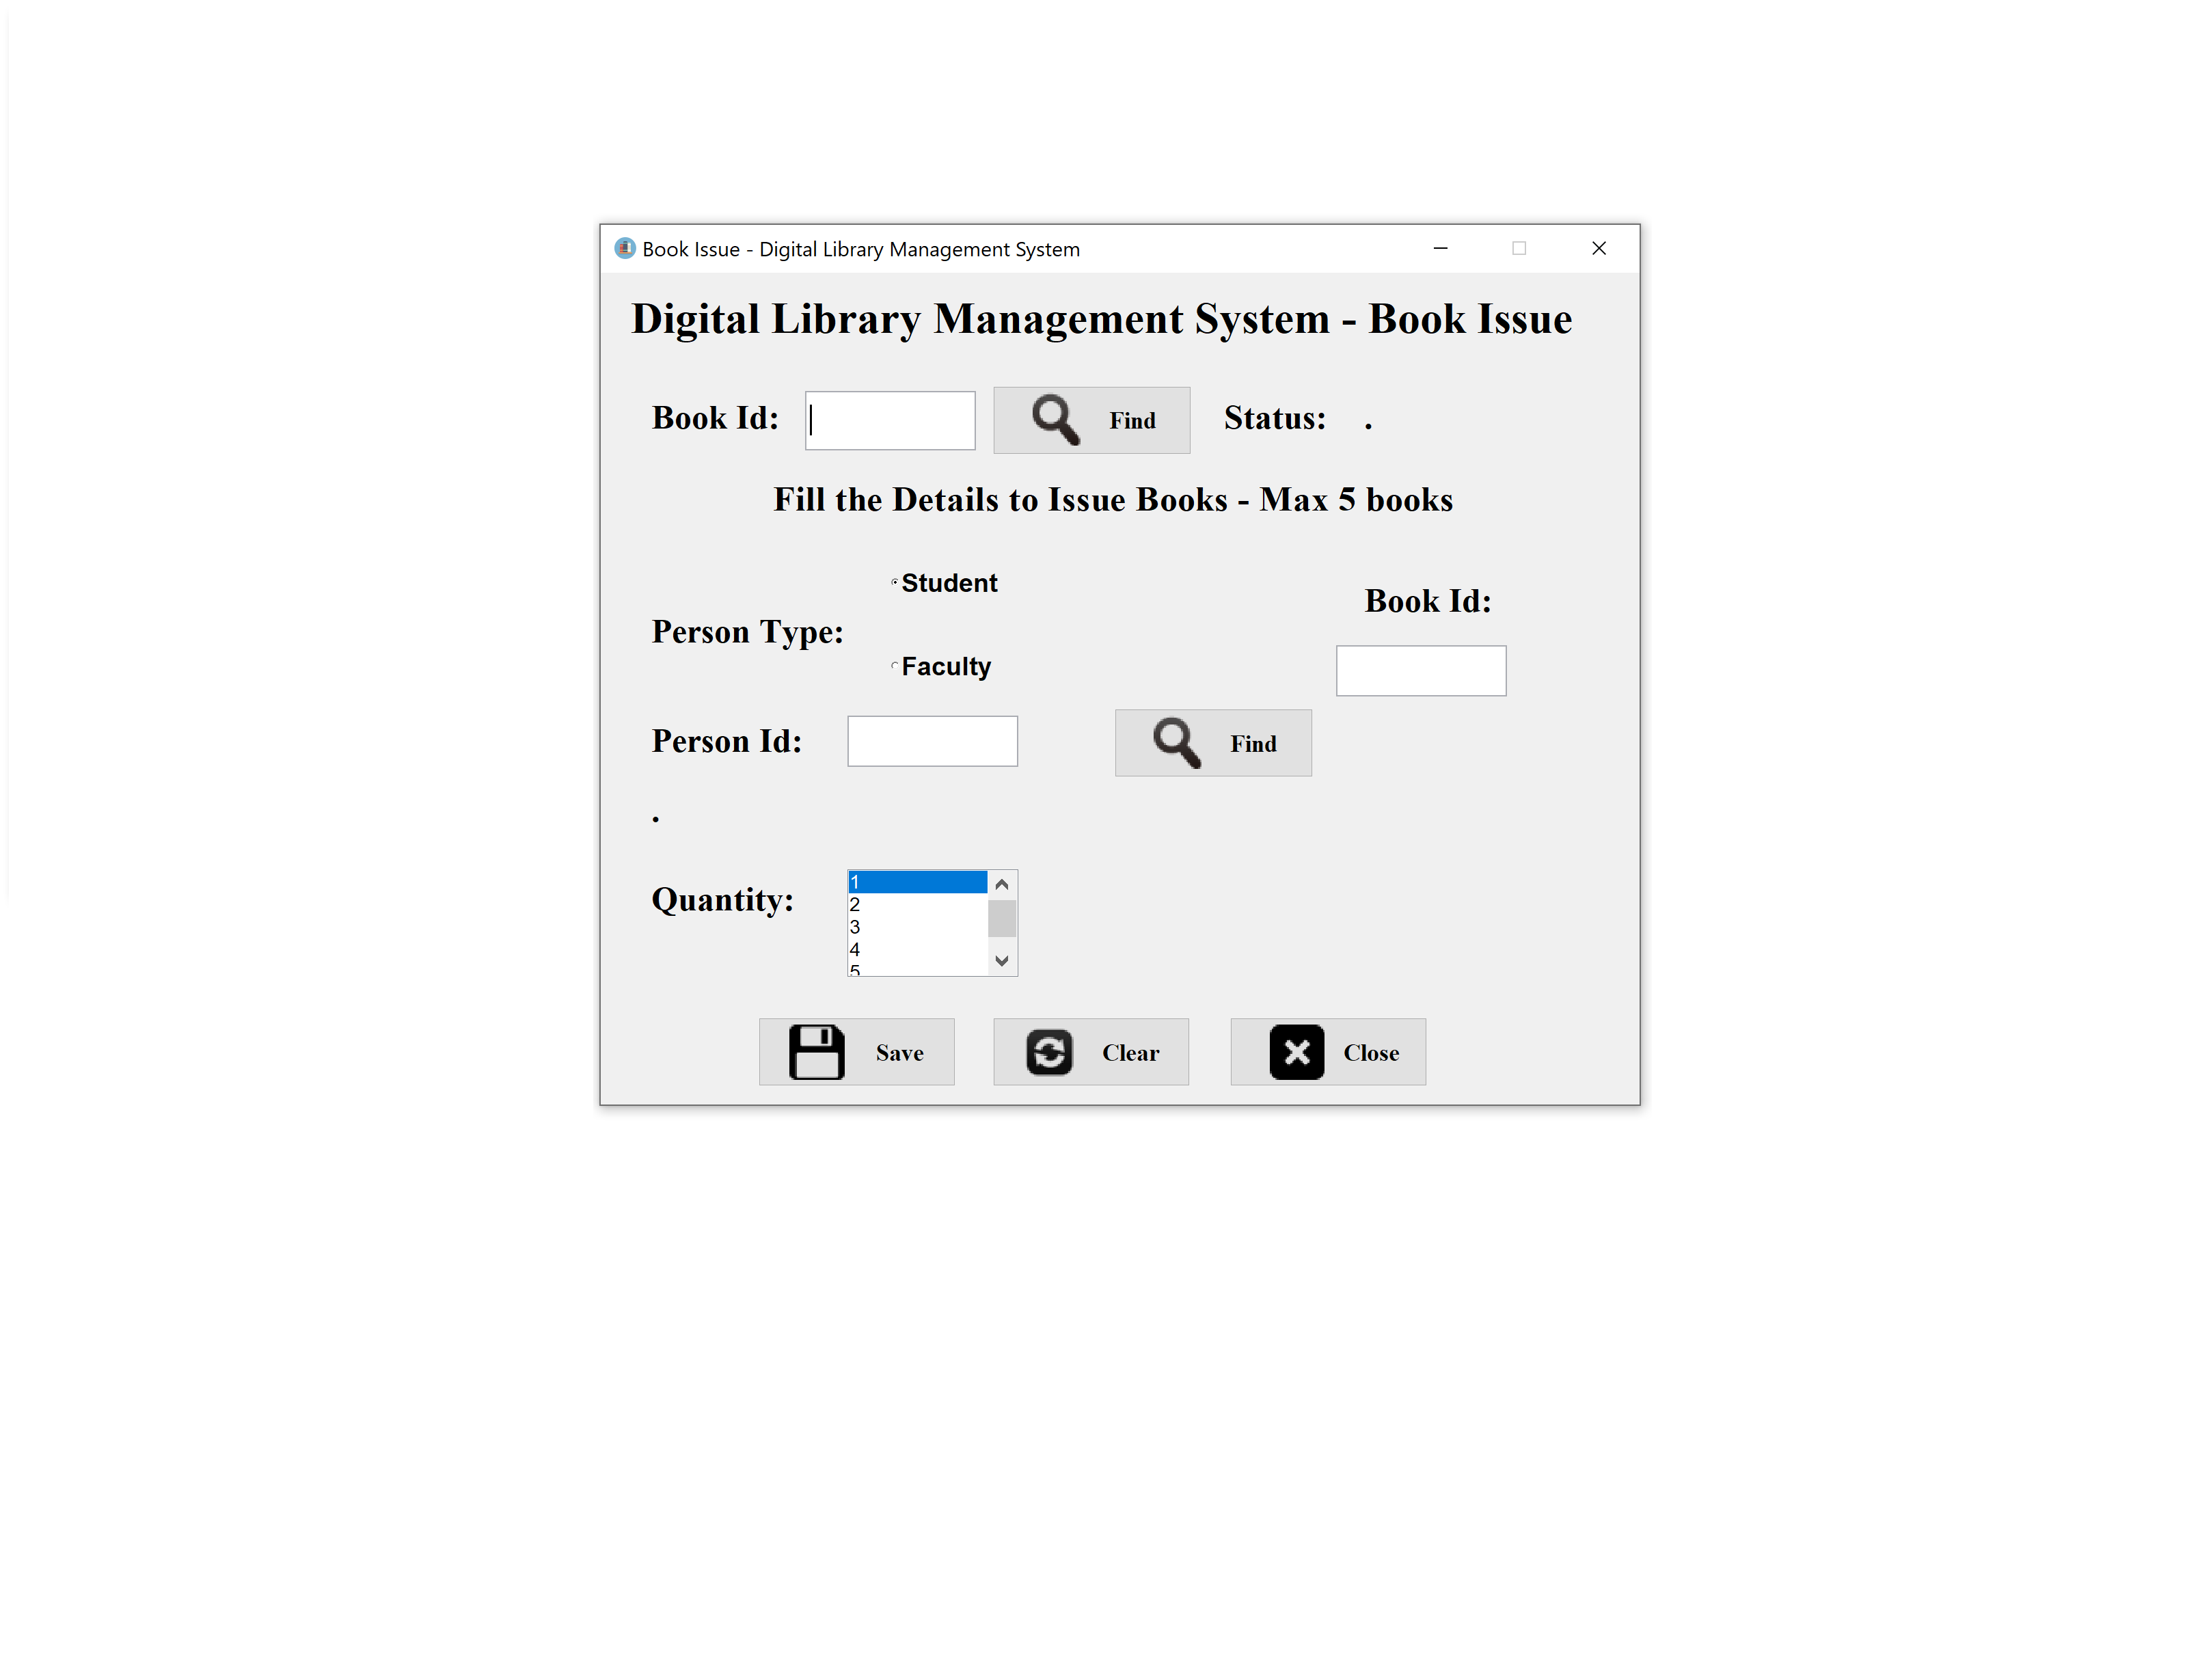 Book Issue - Digital Library Management System
Digital Library Management System - Book Issue
Book Id: Find Status: .
Fill the Details to Issue Books - Max 5 books
Student
Book Id:
Person Type:
Faculty
Person Id: Find
.
Quantity:
1
2
3
4
5
Save Clear Close